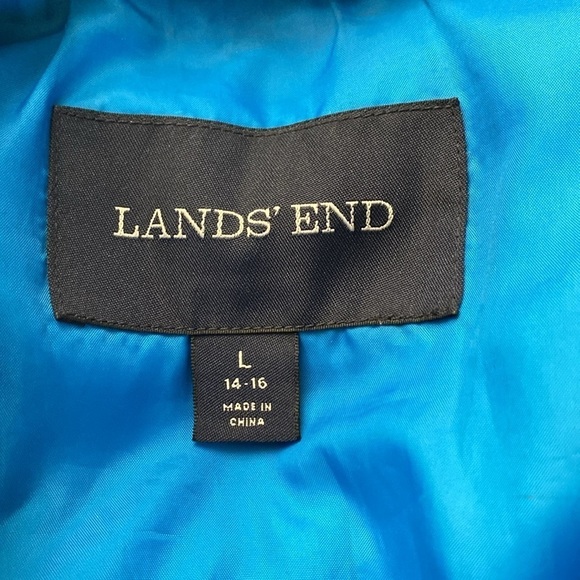 LANDS' END
L
14-16
MADE IN
CHINA